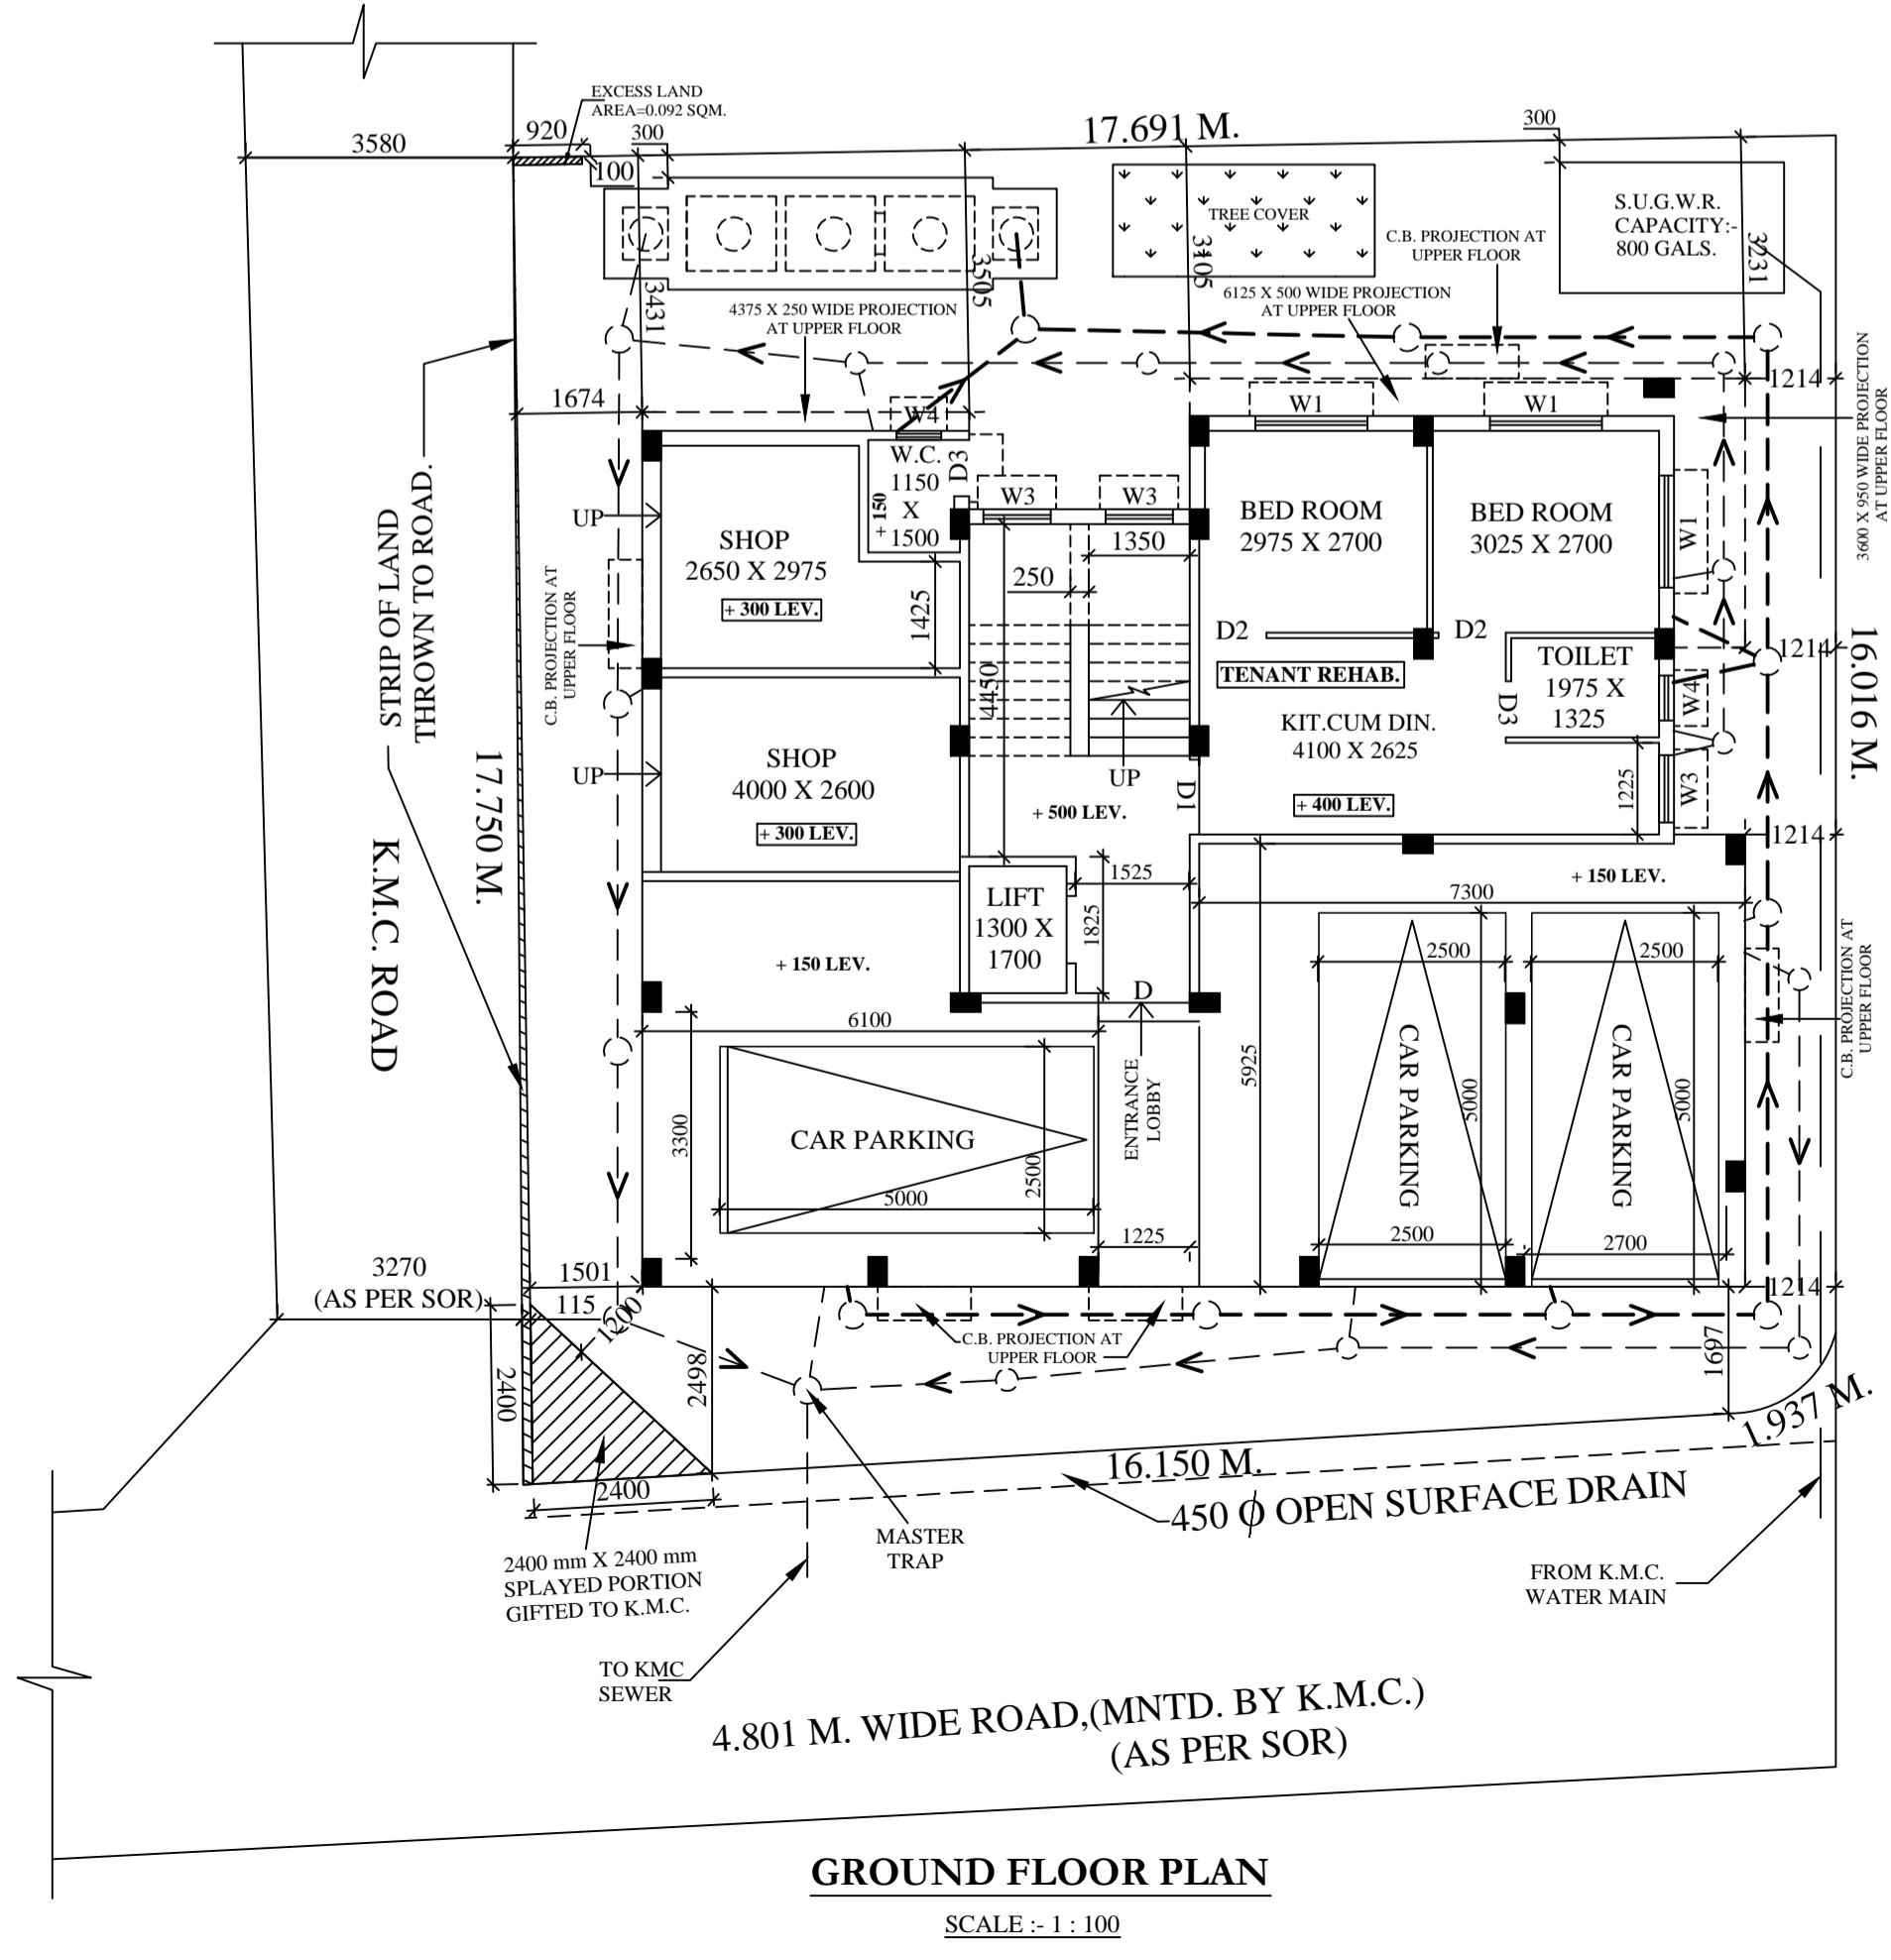 EXCESS LAND
AREA=0.092 SQM.
3580
920
300
100
17.691 M.
300
S.U.G.W.R.
CAPACITY:-
800 GALS.
TREE COVER
C.B. PROJECTION AT
UPPER FLOOR
3431
3505
3105
3231
4375 X 250 WIDE PROJECTION
AT UPPER FLOOR
6125 X 500 WIDE PROJECTION
AT UPPER FLOOR
3600 X 950 WIDE PROJECTION
AT UPPER FLOOR
1674
1214
W4
W1
W1
W.C.
1150
X
1500
+ 150
D3
W3
W3
1350
250
UP
SHOP
2650 X 2975
+ 300 LEV.
1425
BED ROOM
2975 X 2700
BED ROOM
3025 X 2700
W1
STRIP OF LAND
THROWN TO ROAD.
C.B. PROJECTION AT
UPPER FLOOR
D2
D2
TENANT REHAB.
TOILET
1975 X
1325
D3
W4
1214
16.016 M.
4450
UP
SHOP
4000 X 2600
+ 300 LEV.
UP
D1
KIT.CUM DIN.
4100 X 2625
+ 400 LEV.
1225
W3
17.750 M.
K.M.C. ROAD
+ 500 LEV.
1214
LIFT
1300 X
1700
1525
1825
+ 150 LEV.
7300
+ 150 LEV.
2500
2500
C.B. PROJECTION AT
UPPER FLOOR
D
6100
ENTRANCE
LOBBY
5925
CAR PARKING
5000
CAR PARKING
5000
3300
CAR PARKING
5000
2500
1225
2500
2700
3270
(AS PER SOR)
1501
115
1200
1214
C.B. PROJECTION AT
UPPER FLOOR
2400
2498
1697
1.937 M.
16.150 M.
2400
450 ϕ OPEN SURFACE DRAIN
MASTER
TRAP
2400 mm X 2400 mm
SPLAYED PORTION
GIFTED TO K.M.C.
FROM K.M.C.
WATER MAIN
TO KMC
SEWER
4.801 M. WIDE ROAD,(MNTD. BY K.M.C.)
(AS PER SOR)
GROUND FLOOR PLAN
SCALE :- 1 : 100